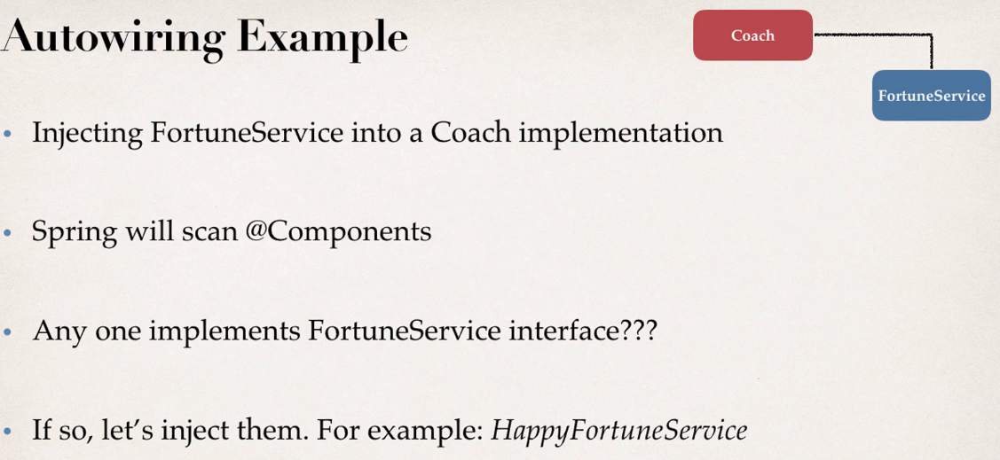 Autowiring Example
Coach
FortuneService
• Injecting FortuneService into a Coach implementation
• Spring will scan @Components
• Any one implements FortuneService interface???
• If so, let’s inject them. For example: HappyFortuneService